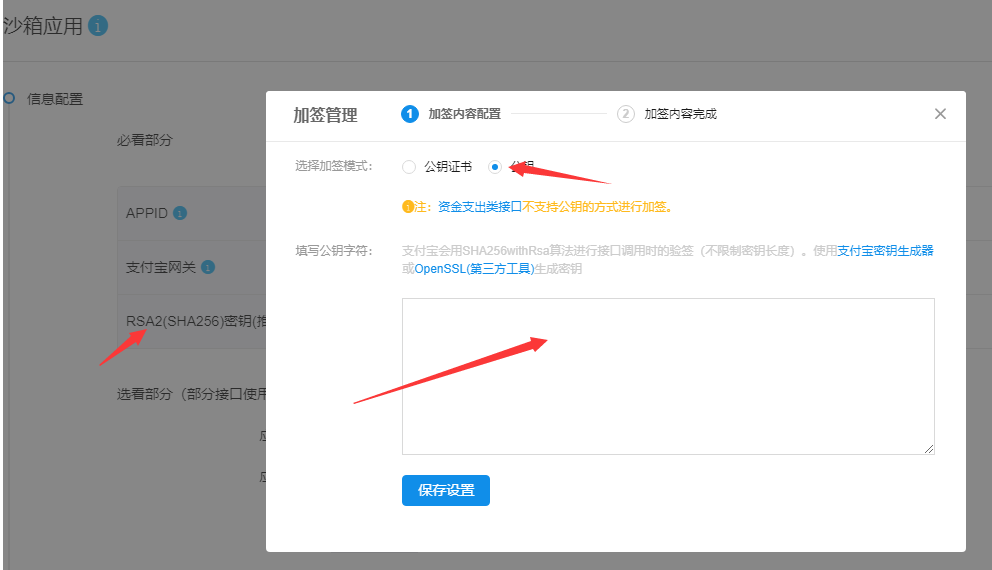 沙箱应用
信息配置
必看部分
APPID
支付宝网关
RSA2(SHA256)密钥(推
选看部分（部分接口使用
加签管理
1 加签内容配置
2 加签内容完成
选择加签模式：
公钥证书
公钥
注：资金支出类接口不支持公钥的方式进行加签。
填写公钥字符：
支付宝会用SHA256withRsa算法进行接口调用时的验签（不限制密钥长度）。使用支付宝密钥生成器
或OpenSSL(第三方工具)生成密钥
保存设置